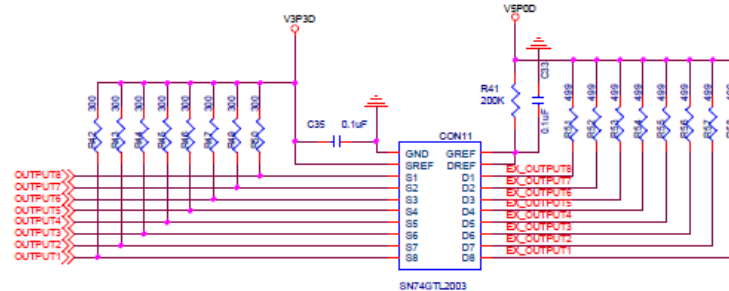 V3P3D
V5P0D
300 300 300 300 300 300 300 300
R42 R43 R44 R45 R46 R47 R48 R50
C35
0.1uF
R41
200K
C33
0.1uF
499 499 499 499 499 499 499
R51 R52 R53 R54 R55 R56 R57
CON11
GND GREF
SREF DREF
OUTPUT8 S1 D1 EX_OUTPUT8
OUTPUT7 S2 D2 EX_OUTPUT7
OUTPUT6 S3 D3 EX_OUTPUT6
OUTPUT5 S4 D4 EX_OUTPUT5
OUTPUT4 S5 D5 EX_OUTPUT4
OUTPUT3 S6 D6 EX_OUTPUT3
OUTPUT2 S7 D7 EX_OUTPUT2
OUTPUT1 S8 D8 EX_OUTPUT1
SN74GTL2003